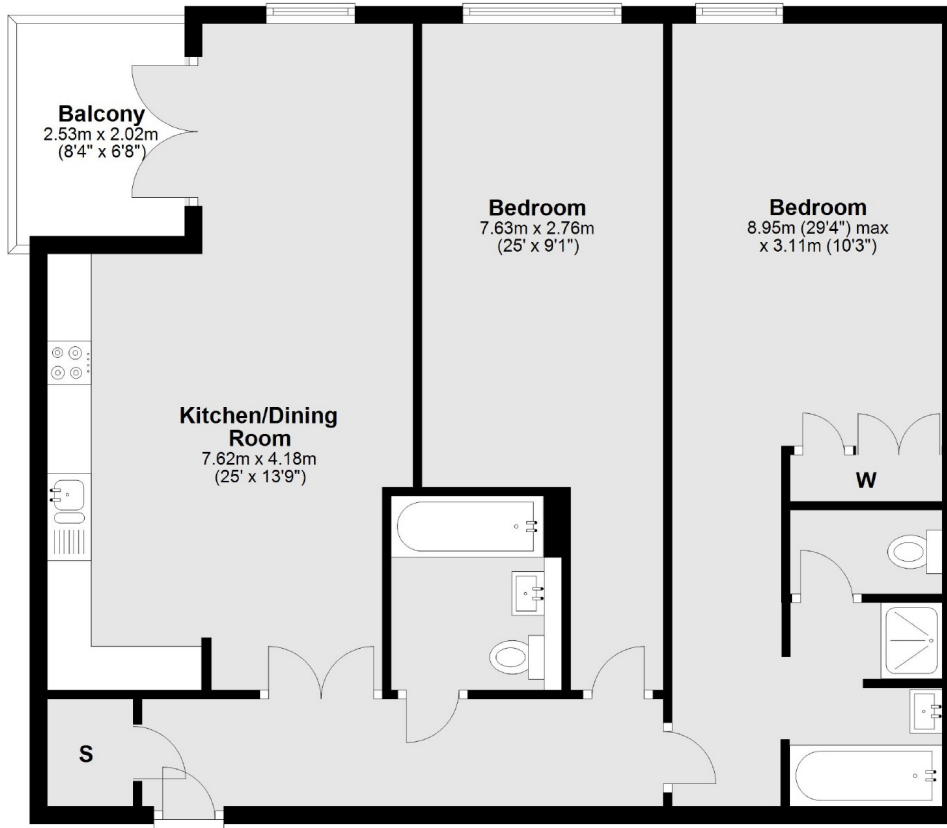 Balcony
2.53m x 2.02m
(8'4" x 6'8")
Bedroom
7.63m x 2.76m
(25' x 9'1")
Bedroom
8.95m (29'4") max
x 3.11m (10'3")
Kitchen/Dining
Room
7.62m x 4.18m
(25' x 13'9")
W
S